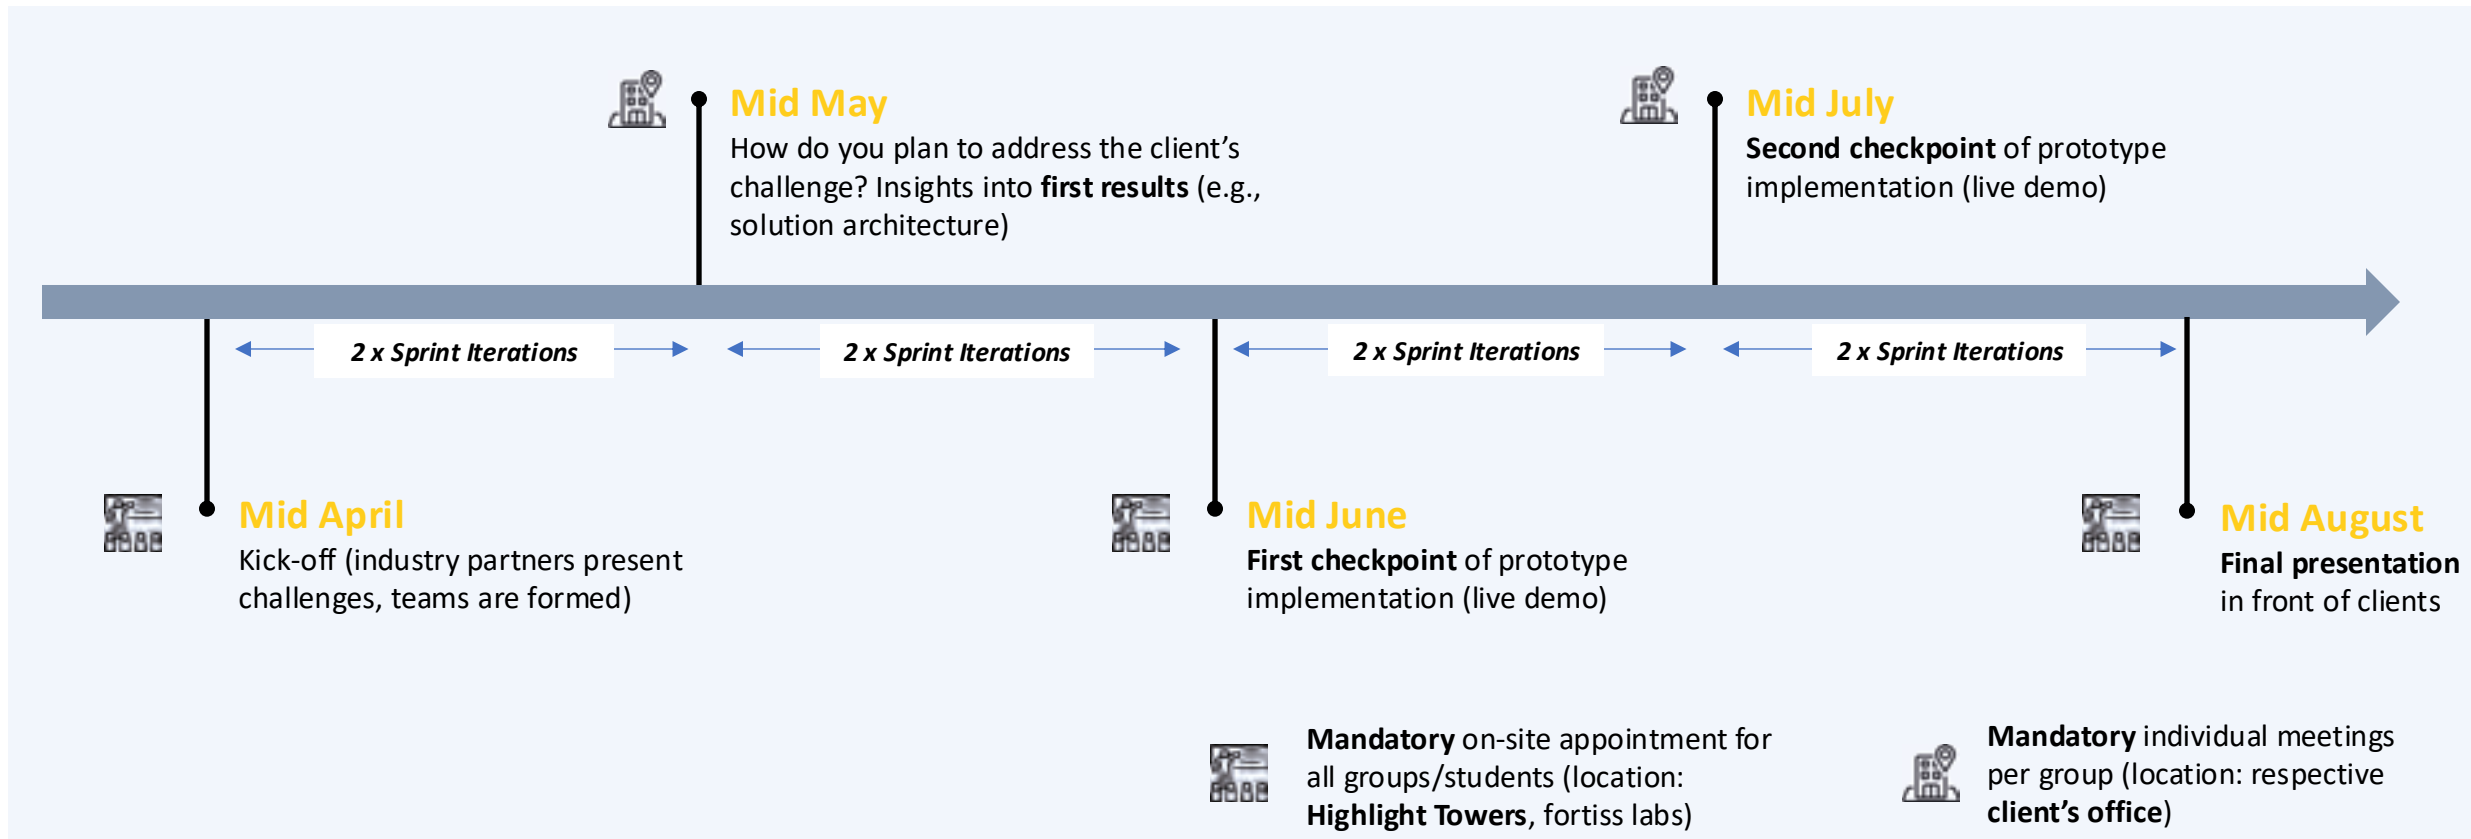 Mid May
How do you plan to address the client’s
challenge? Insights into first results (e.g.,
solution architecture)
Mid July
Second checkpoint of prototype
implementation (live demo)
2 x Sprint Iterations
2 x Sprint Iterations
2 x Sprint Iterations
2 x Sprint Iterations
Mid April
Kick-off (industry partners present
challenges, teams are formed)
Mid June
First checkpoint of prototype
implementation (live demo)
Mid August
Final presentation
in front of clients
Mandatory on-site appointment for
all groups/students (location:
Highlight Towers, fortiss labs)
Mandatory individual meetings
per group (location: respective
client’s office)